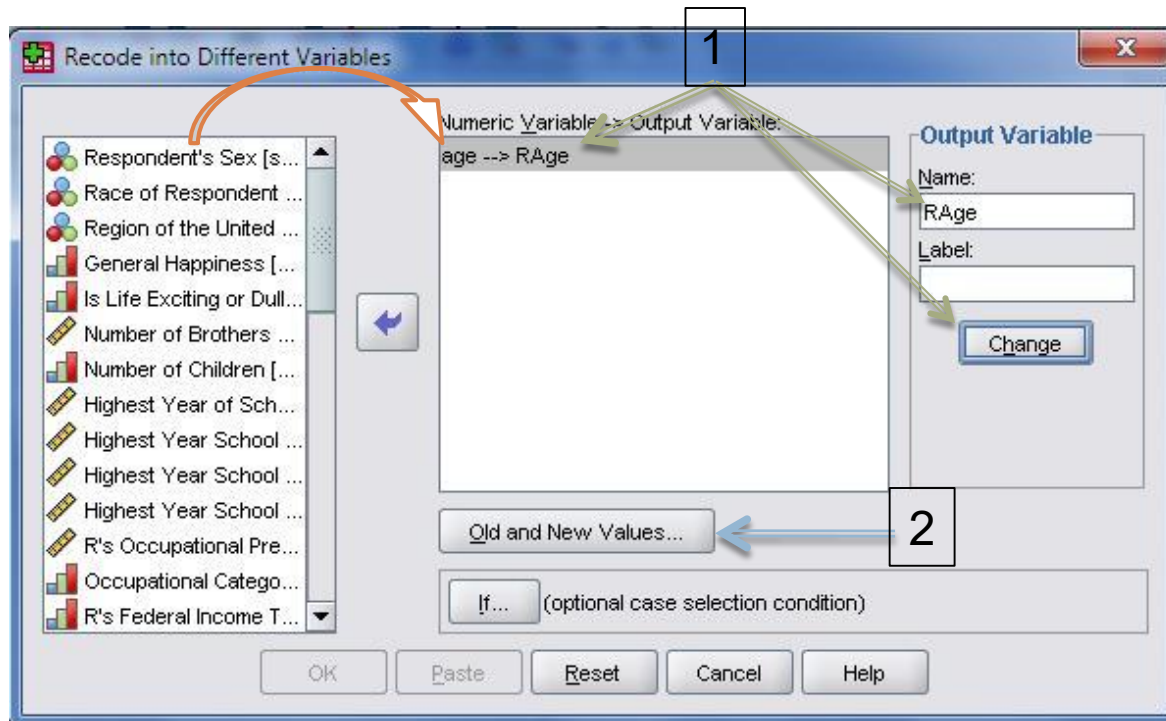 1
Recode into Different Variables
X
Numeric Variable --> Output Variable:
Respondent's Sex [s...
Race of Respondent ...
Region of the United ...
General Happiness [...
Is Life Exciting or Dull...
Number of Brothers ...
Number of Children [...
Highest Year of Sch...
Highest Year School ...
Highest Year School ...
Highest Year School ...
R's Occupational Pre...
Occupational Catego...
R's Federal Income T...
age --> RAge
Output Variable
Name:
RAge
Label:
Change
Old and New Values...
2
If... (optional case selection condition)
OK Paste Reset Cancel Help